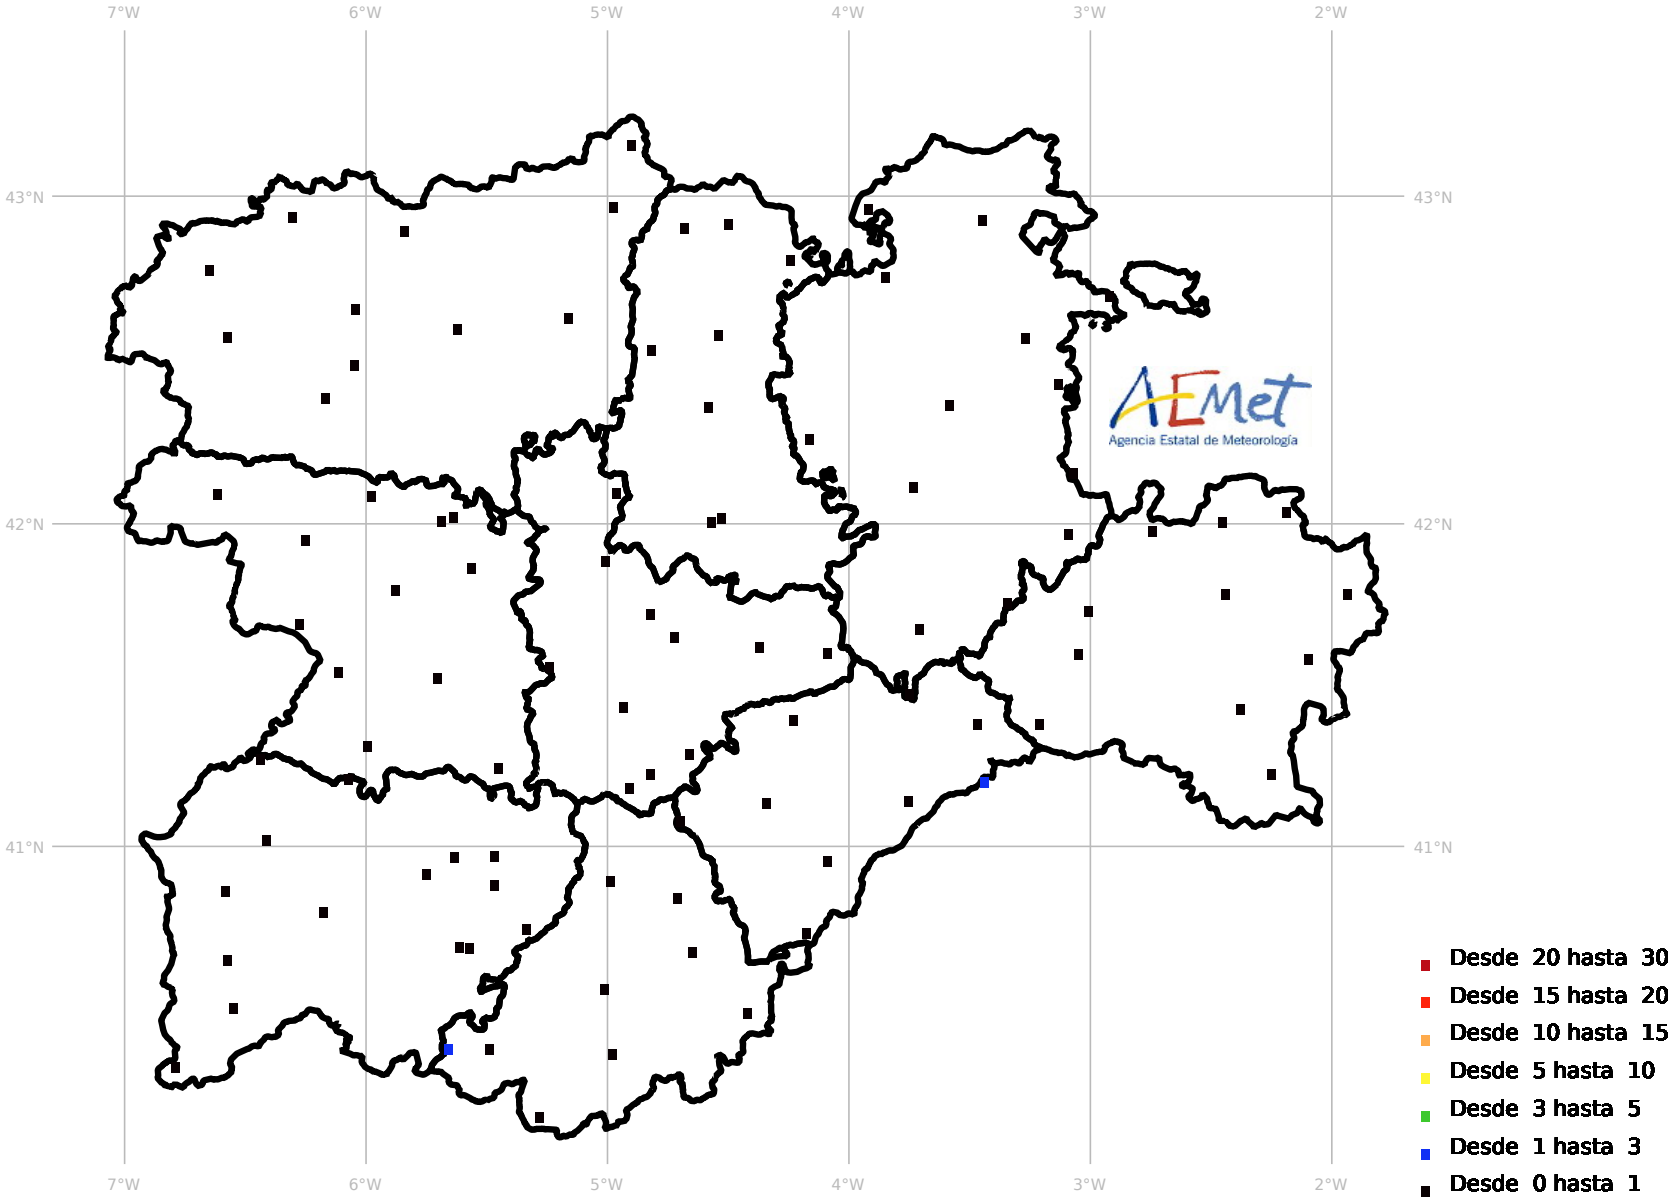 7°W 6°W 5°W 4°W 3°W 2°W
43°N 43°N
AEMet
Agencia Estatal de Meteorología
42°N 42°N
41°N 41°N
Desde 20 hasta 30
Desde 15 hasta 20
Desde 10 hasta 15
Desde 5 hasta 10
Desde 3 hasta 5
Desde 1 hasta 3
Desde 0 hasta 1
7°W 6°W 5°W 4°W 3°W 2°W